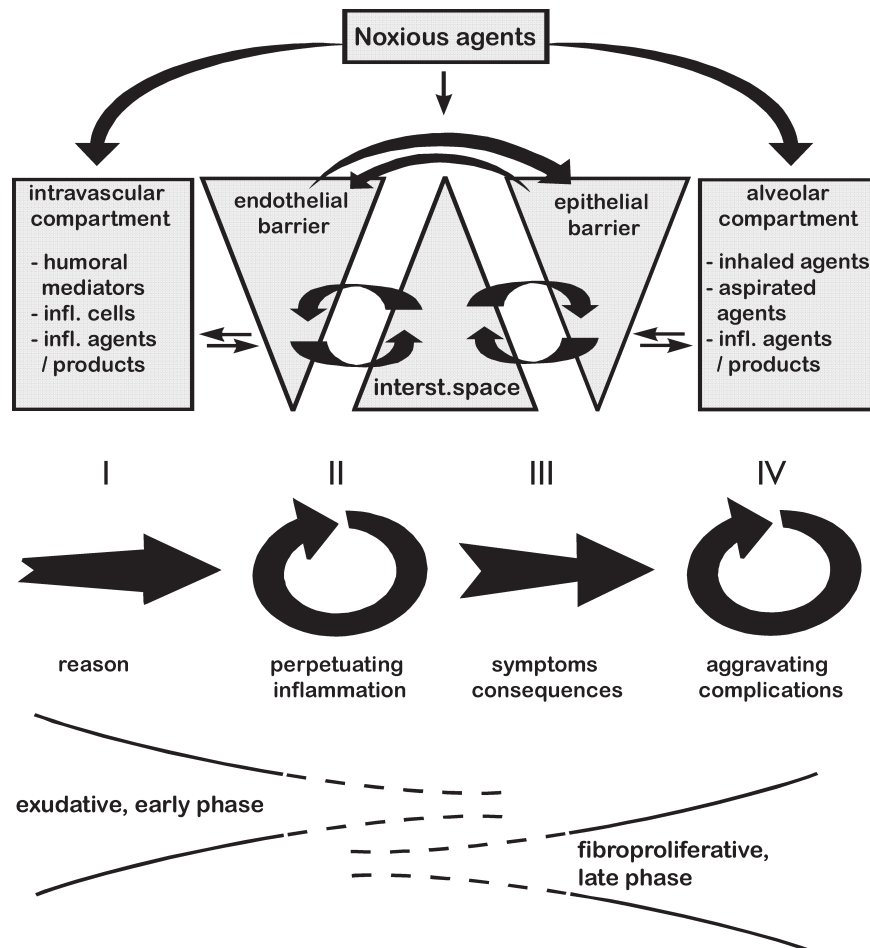 Noxious agents
intravascular
compartment
- humoral
mediators
- infl. cells
- infl. agents
/ products
endothelial
barrier
interst.space
epithelial
barrier
alveolar
compartment
- inhaled agents
- aspirated
agents
- infl. agents
/ products
I
II
III
IV
reason
perpetuating
inflammation
symptoms
consequences
aggravating
complications
exudative, early phase
fibroproliferative,
late phase